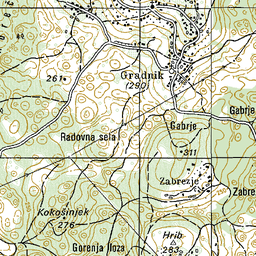 261
Gradnik
(290)
Gabrje
Gabrje
Radovna sela
311
Zabrezje
Zabre
Kokošinjek
276
Hrib
283
Gorenja loza